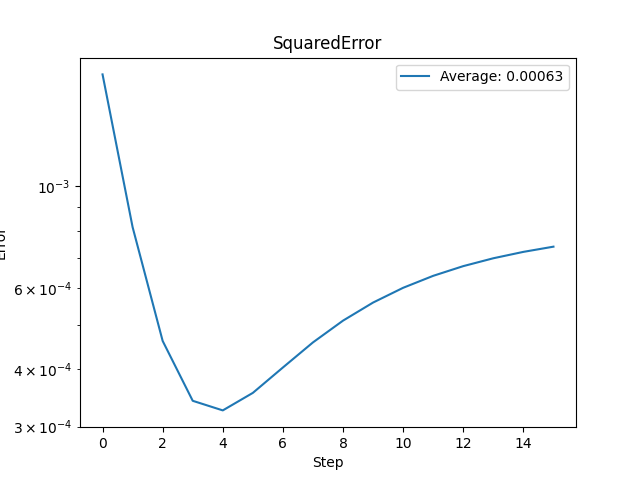 SquaredError
Average: 0.00063
10⁻³
6 × 10⁻⁴
4 × 10⁻⁴
3 × 10⁻⁴
Error
0 2 4 6 8 10 12 14
Step